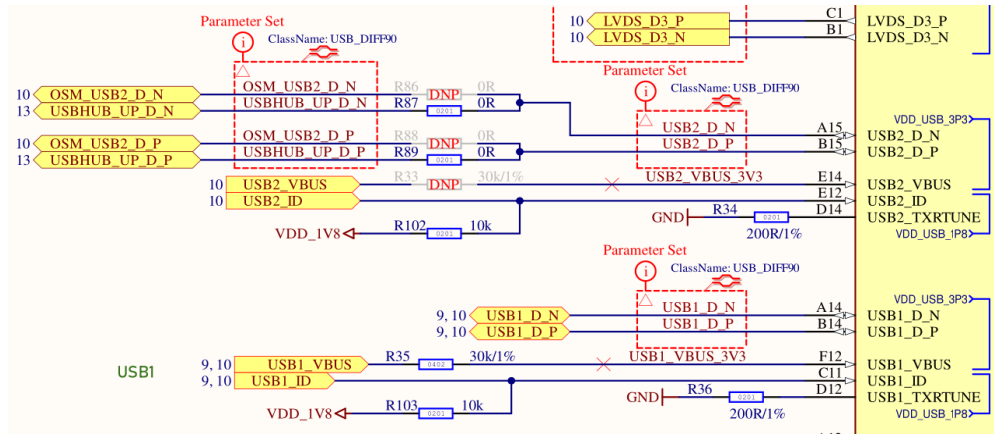 Parameter Set
ClassName: USB_DIFF90
10 LVDS_D3_P C1 LVDS_D3_P
10 LVDS_D3_N B1 LVDS_D3_N
Parameter Set
ClassName: USB_DIFF90
10 OSM_USB2_D_N OSM_USB2_D_N R86 DNP 0R
13 USBHUB_UP_D_N USBHUB_UP_D_N R87 0201 0R
VDD_USB_3P3
USB2_D_N A15 USB2_D_N
10 OSM_USB2_D_P OSM_USB2_D_P R88 DNP 0R
USB2_D_P B15 USB2_D_P
13 USBHUB_UP_D_P USBHUB_UP_D_P R89 0201 0R
10 USB2_VBUS R33 DNP 30k/1% USB2_VBUS_3V3 E14 USB2_VBUS
10 USB2_ID E12 USB2_ID
GND R34 0201 200R/1% D14 USB2_TXRTUNE
VDD_1V8 R102 0201 10k
VDD_USB_1P8
Parameter Set
ClassName: USB_DIFF90
VDD_USB_3P3
9, 10 USB1_D_N USB1_D_N A14 USB1_D_N
9, 10 USB1_D_P USB1_D_P B14 USB1_D_P
USB1
9, 10 USB1_VBUS R35 0402 30k/1% USB1_VBUS_3V3 F12 USB1_VBUS
9, 10 USB1_ID C11 USB1_ID
GND R36 0201 200R/1% D12 USB1_TXRTUNE
VDD_1V8 R103 0201 10k
VDD_USB_1P8